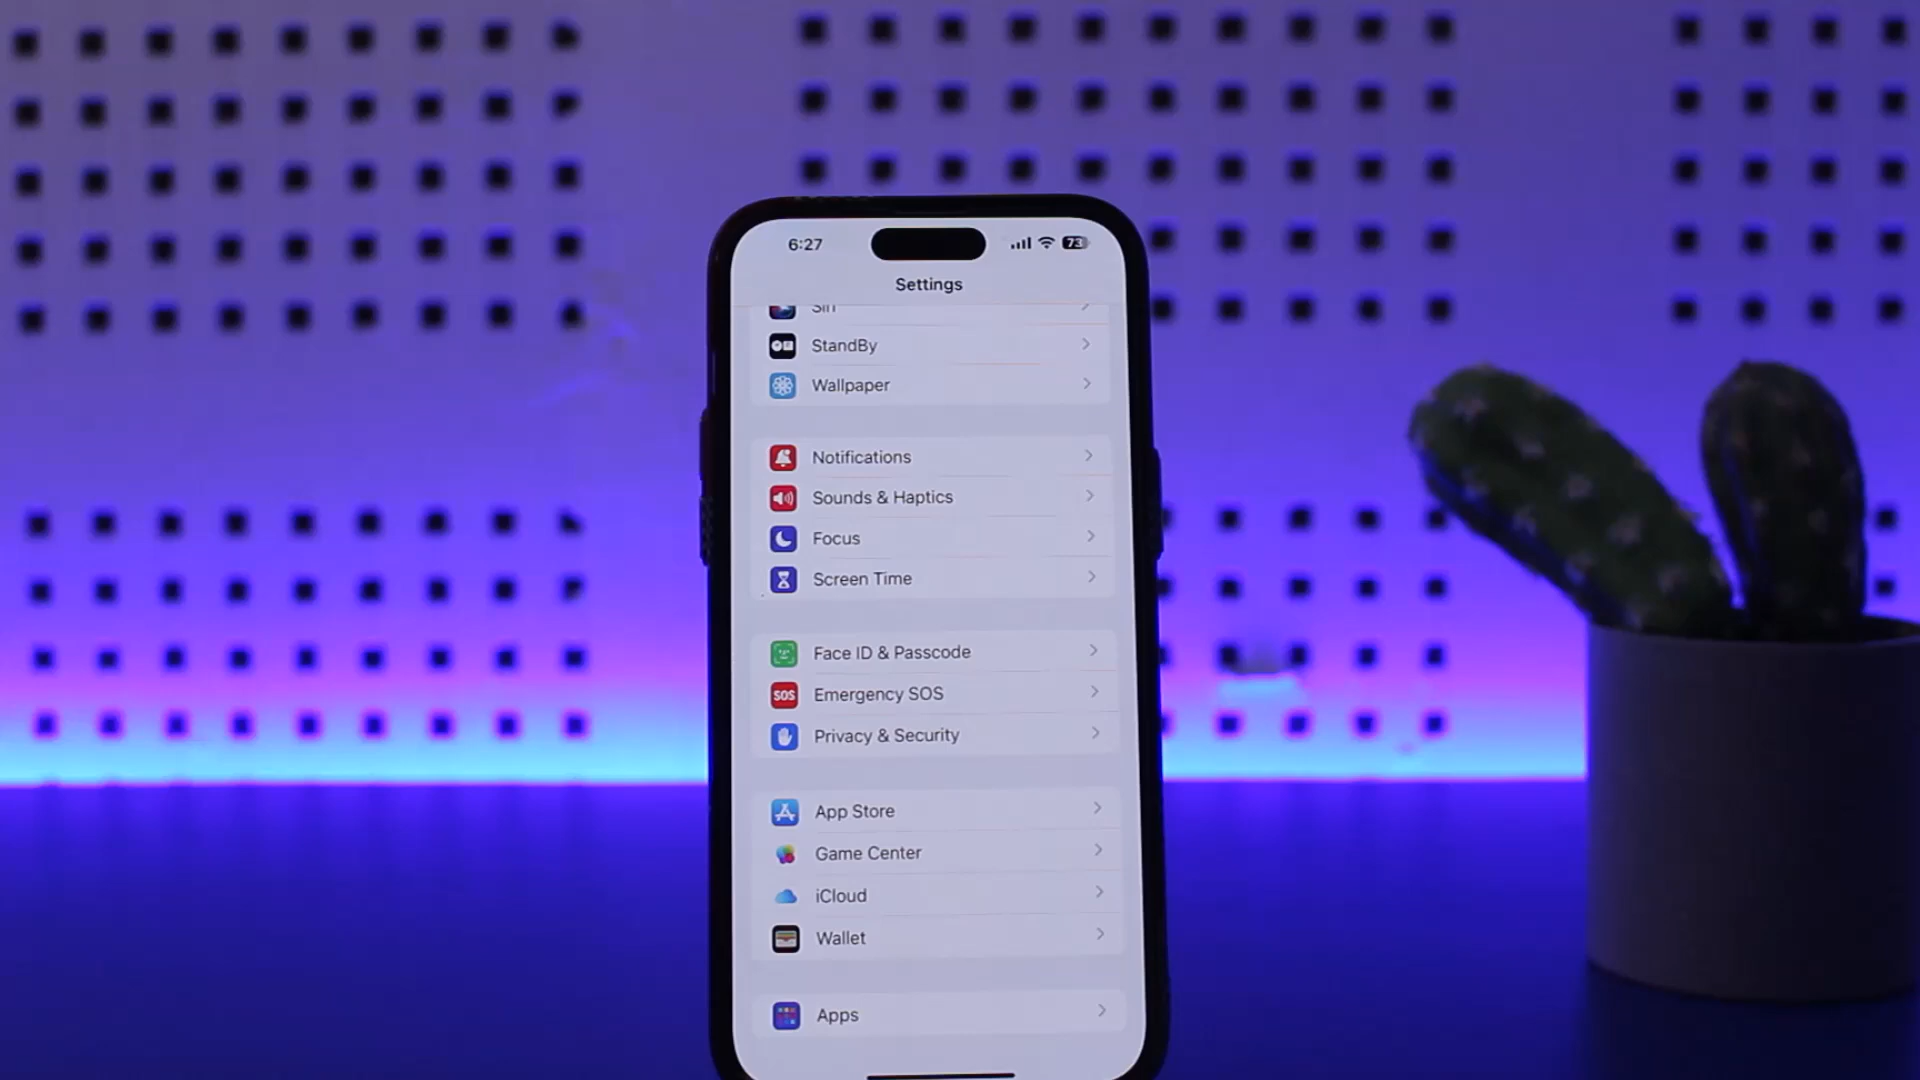 6:27
73
Settings
Siri
StandBy
Wallpaper
Notifications
Sounds & Haptics
Focus
Screen Time
Face ID & Passcode
SOS
Emergency SOS
Privacy & Security
App Store
Game Center
iCloud
Wallet
Apps